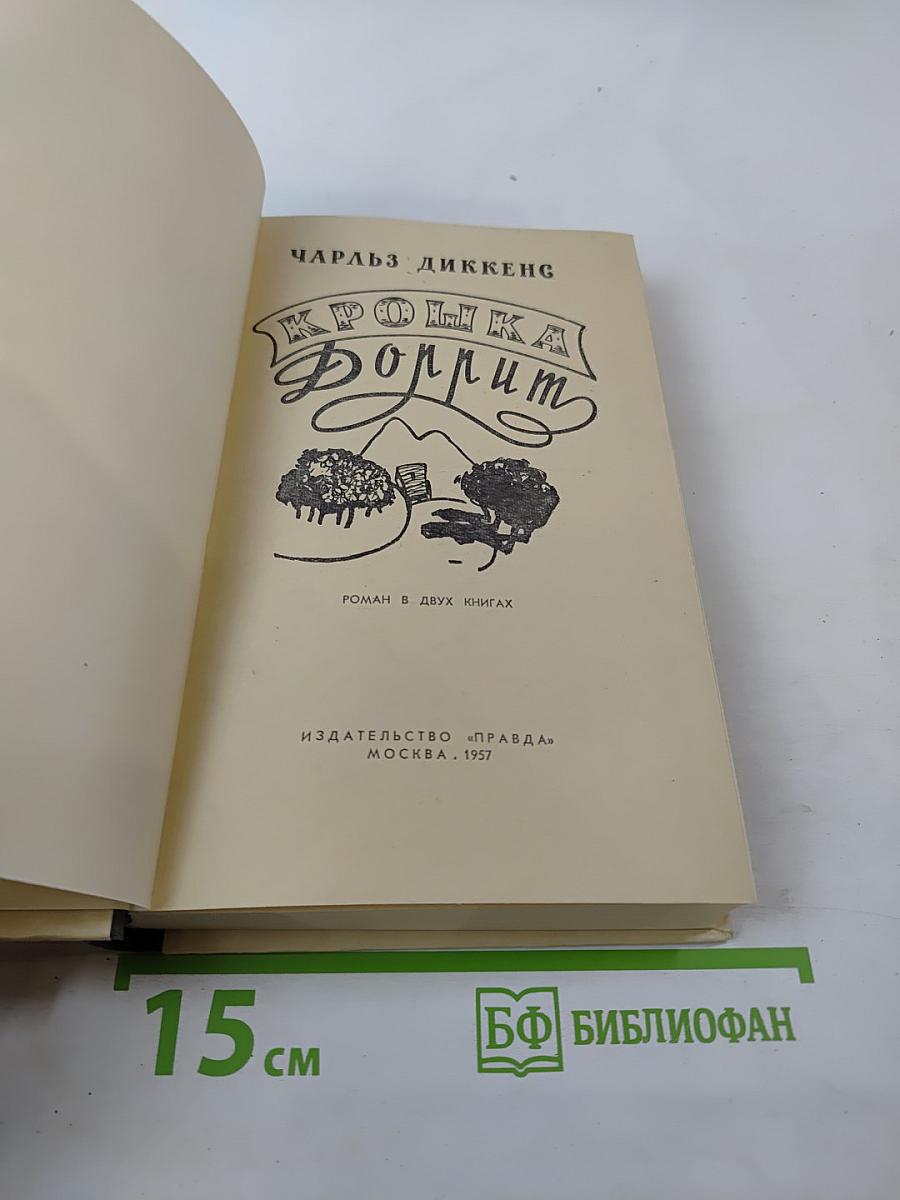 ЧАРЛЬЗ ДИККЕНС
КРОШКА
Доррит
РОМАН В ДВУХ КНИГАХ
ИЗДАТЕЛЬСТВО «ПРАВДА»
МОСКВА . 1957
15 см
БФ БИБЛИОФАН